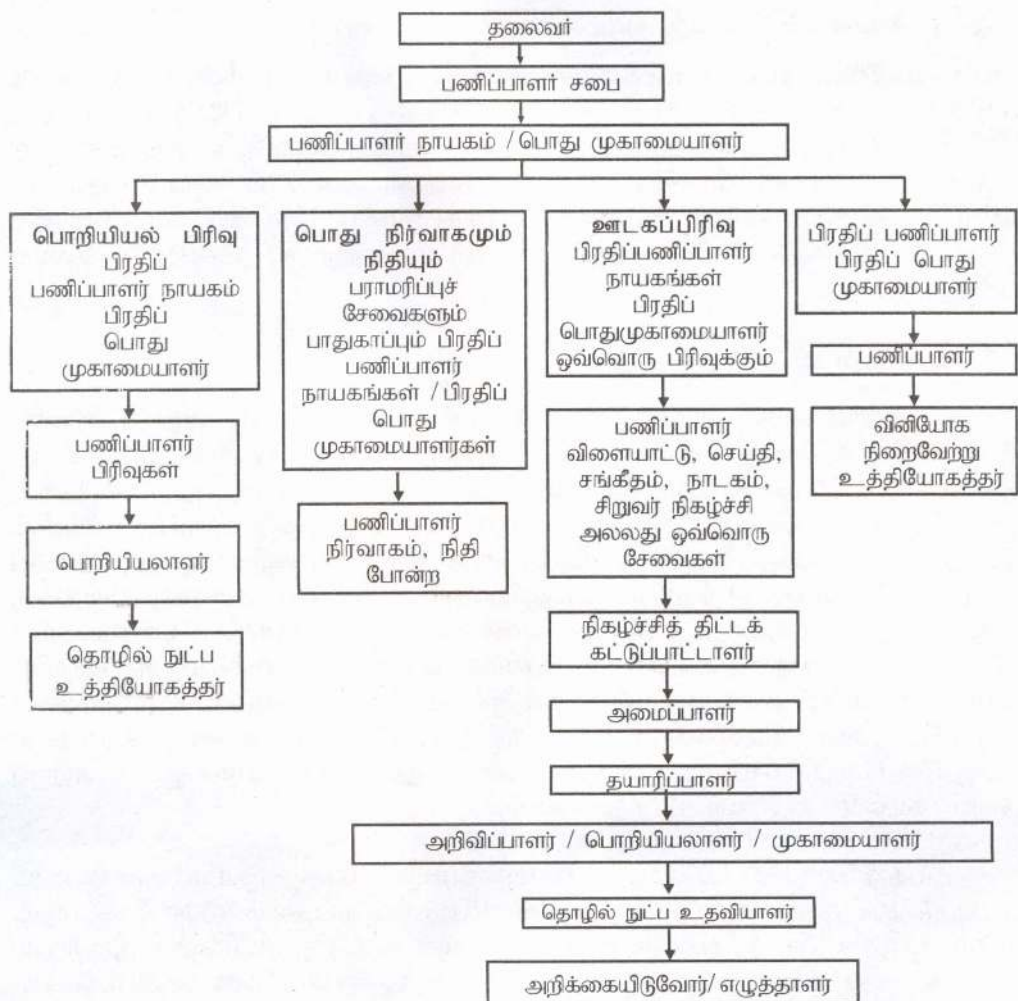 தலைவர்
பணிப்பாளர் சபை
பணிப்பாளர் நாயகம் / பொது முகாமையாளர்
பொறியியல் பிரிவு
பிரதிப்
பணிப்பாளர் நாயகம்
பிரதிப்
பொது
முகாமையாளர்
பணிப்பாளர்
பிரிவுகள்
பொறியியலாளர்
தொழில் நுட்ப
உத்தியோகத்தர்
பொது நிர்வாகமும்
நிதியும்
பராமரிப்புச்
சேவைகளும்
பாதுகாப்பும் பிரதிப்
பணிப்பாளர்
நாயகங்கள் / பிரதிப்
பொது
முகாமையாளர்கள்
பணிப்பாளர்
நிர்வாகம், நிதி
போன்ற
ஊடகப்பிரிவு
பிரதிப்பணிப்பாளர்
நாயகங்கள்
பிரதிப்
பொதுமுகாமையாளர்
ஒவ்வொரு பிரிவுக்கும்
பணிப்பாளர்
விளையாட்டு, செய்தி,
சங்கீதம், நாடகம்,
சிறுவர் நிகழ்ச்சி
அலலது ஒவ்வொரு
சேவைகள்
நிகழ்ச்சித் திட்டக்
கட்டுப்பாட்டாளர்
அமைப்பாளர்
தயாரிப்பாளர்
அறிவிப்பாளர் / பொறியியலாளர் / முகாமையாளர்
தொழில் நுட்ப உதவியாளர்
அறிக்கையிடுவோர்/ எழுத்தாளர்
பிரதிப் பணிப்பாளர்
பிரதிப் பொது
முகாமையாளர்
பணிப்பாளர்
வினியோக
நிறைவேற்று
உத்தியோகத்தர்